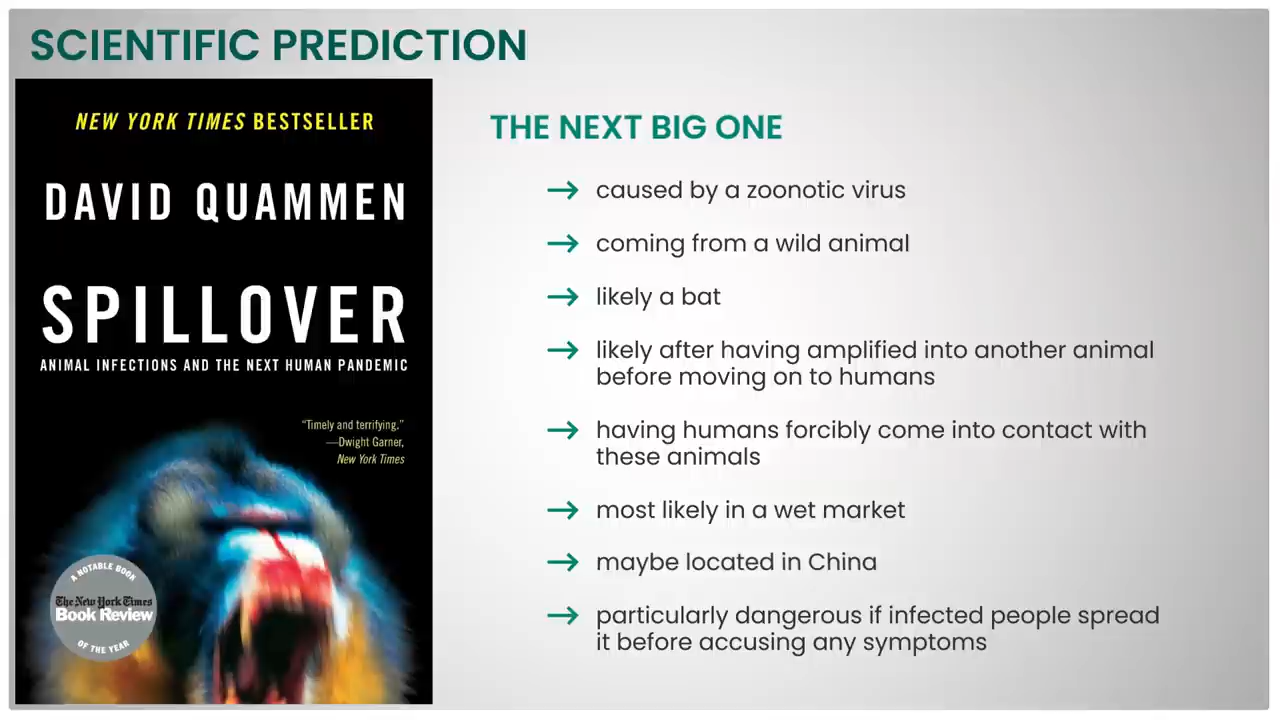 SCIENTIFIC PREDICTION
NEW YORK TIMES BESTSELLER
DAVID QUAMMEN
SPILLOVER
ANIMAL INFECTIONS AND THE NEXT HUMAN PANDEMIC
“Timely and terrifying.”
—Dwight Garner,
New York Times
A NOTABLE BOOK
The New York Times
Book Review
OF THE YEAR
THE NEXT BIG ONE
caused by a zoonotic virus
coming from a wild animal
likely a bat
likely after having amplified into another animal
before moving on to humans
having humans forcibly come into contact with
these animals
most likely in a wet market
maybe located in China
particularly dangerous if infected people spread
it before accusing any symptoms